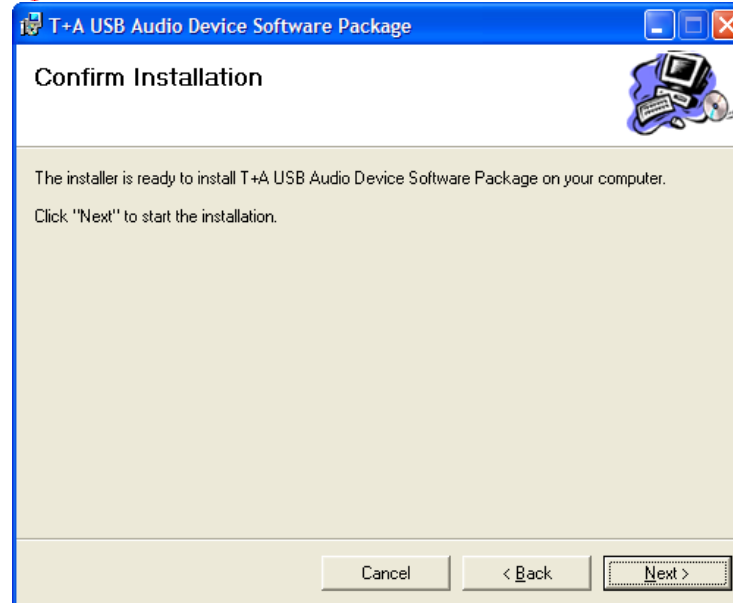 T+A USB Audio Device Software Package
Confirm Installation
The installer is ready to install T+A USB Audio Device Software Package on your computer.
Click "Next" to start the installation.
Cancel
< Back
Next >